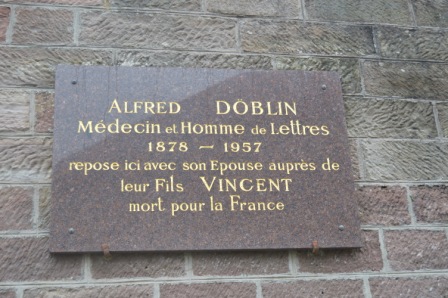 ALFRED DÖBLIN
Médecin et Homme de Lettres
1878 — 1957
repose ici avec son Epouse auprès de
leur Fils VINCENT
mort pour la France